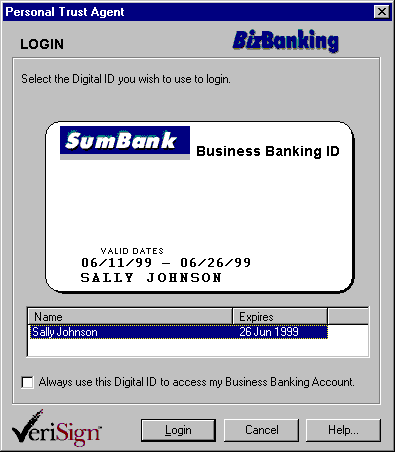 Personal Trust Agent
LOGIN
BizBanking
Select the Digital ID you wish to use to login.
SumBank
Business Banking ID
VALID DATES
06/11/99 - 06/26/99
SALLY JOHNSON
Name Expires
Sally Johnson 26 Jun 1999
Always use this Digital ID to access my Business Banking Account.
VeriSign™ Login Cancel Help...